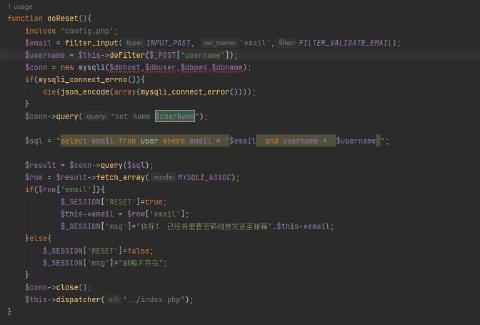 1 usage
function doReset(){
include "config.php";
$email = filter_input( type: INPUT_POST, var_name: 'email', filter: FILTER_VALIDATE_EMAIL);
$username = $this->doFilter($_POST['username']);
$conn = new mysqli($dbhost,$dbuser,$dbpwd,$dbname);
if(mysqli_connect_errno()){
die(json_encode(array(mysqli_connect_error())));
}
$conn->query( query: "set name $charName");
$sql = "select email from user where email = '$email' and username = '$username'";
$result = $conn->query($sql);
$row = $result->fetch_array( mode: MYSQLI_ASSOC);
if($row['email']){
$_SESSION['RESET']=true;
$this->email = $row['email'];
$_SESSION['msg']="你好! 已经将重置密码链接发送至邮箱".$this->email;
}else{
$_SESSION['RESET']=false;
$_SESSION['msg']="邮箱不存在";
}
$conn->close();
$this->dispatcher( url: "../index.php");
}